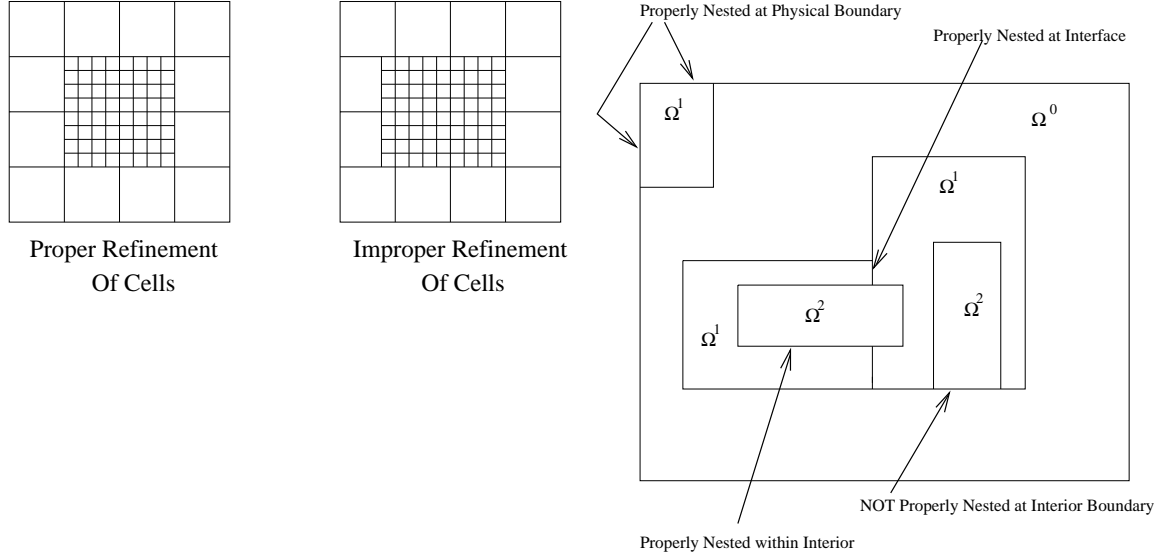 Properly Nested at Physical Boundary
Properly Nested at Interface
Ω¹
Ω⁰
Ω¹
Proper Refinement
Of Cells
Improper Refinement
Of Cells
Ω²
Ω²
Ω¹
NOT Properly Nested at Interior Boundary
Properly Nested within Interior